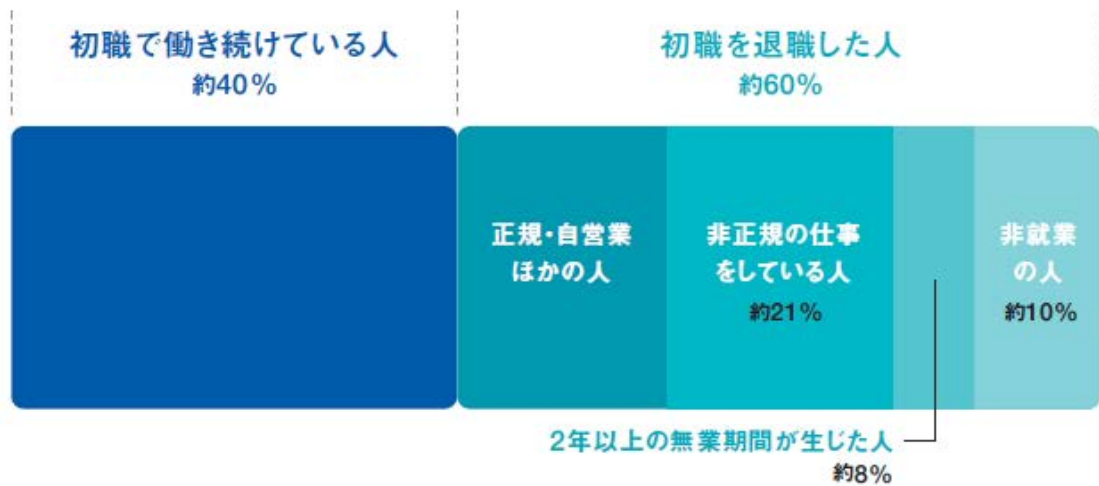 初職で働き続けている人
約40%
初職を退職した人
約60%
正規・自営業
ほかの人
非正規の仕事
をしている人
約21%
非就業
の人
約10%
2年以上の無業期間が生じた人
約8%